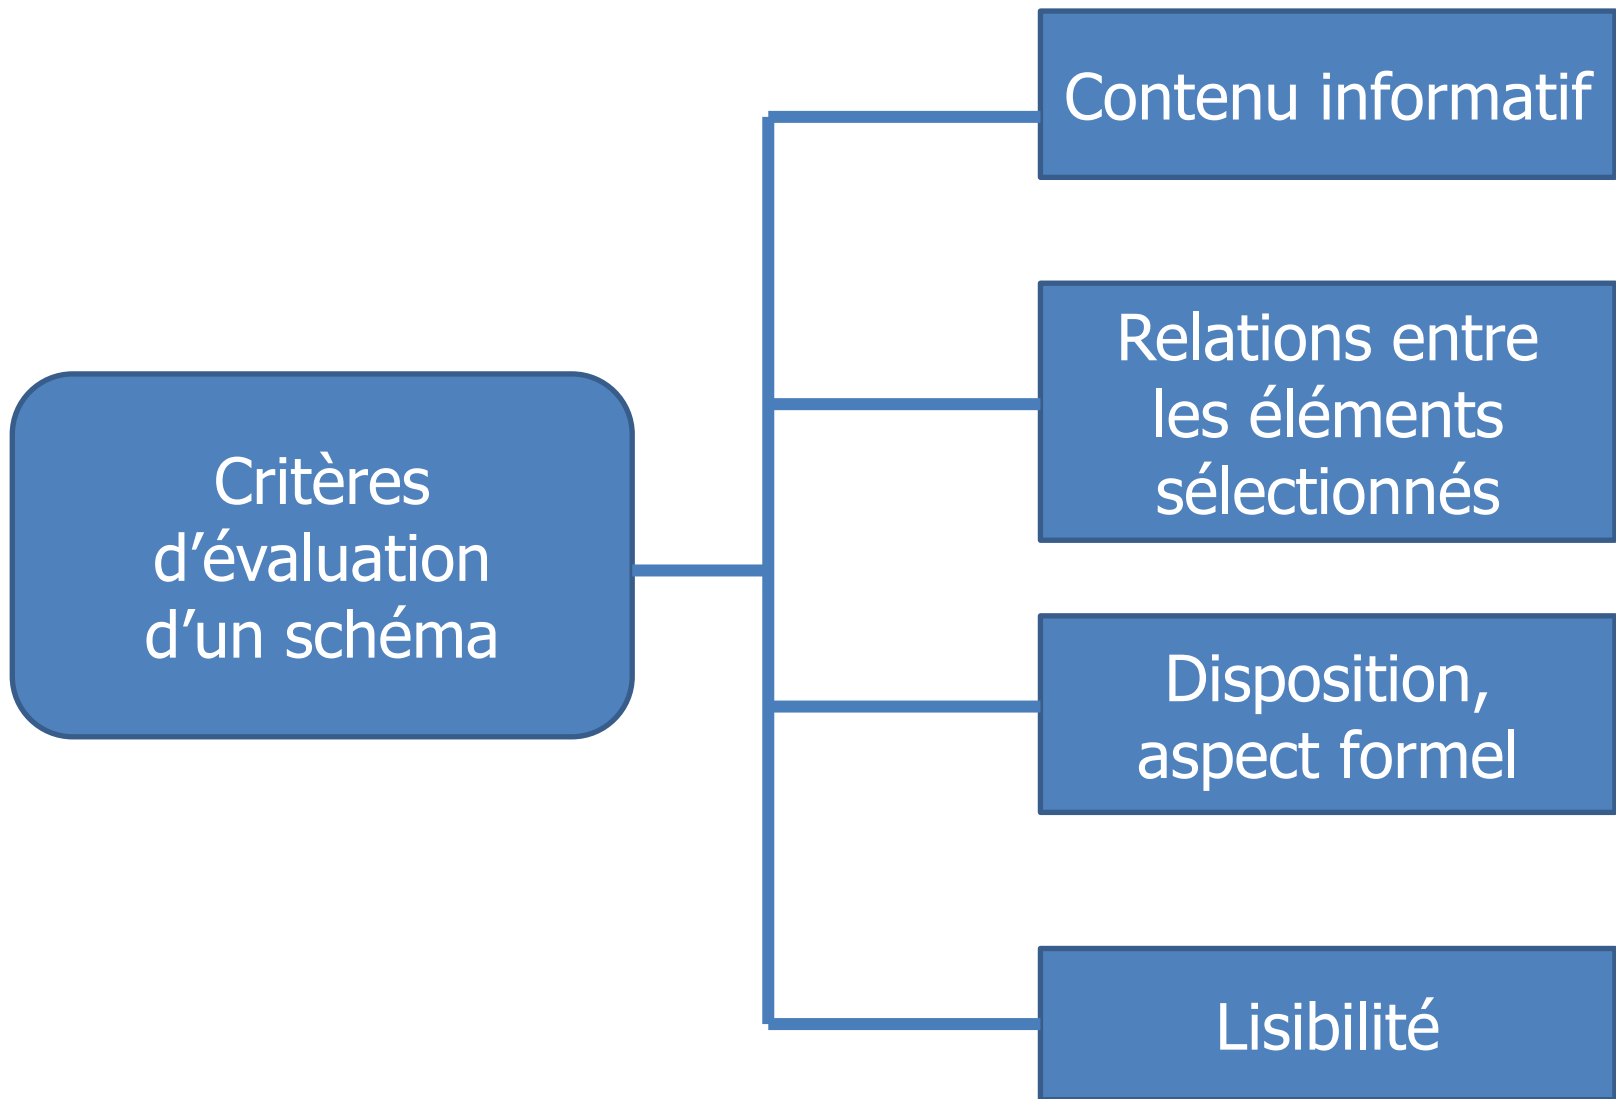 Contenu informatif
Relations entre
les éléments
sélectionnés
Critères
d’évaluation
d’un schéma
Disposition,
aspect formel
Lisibilité